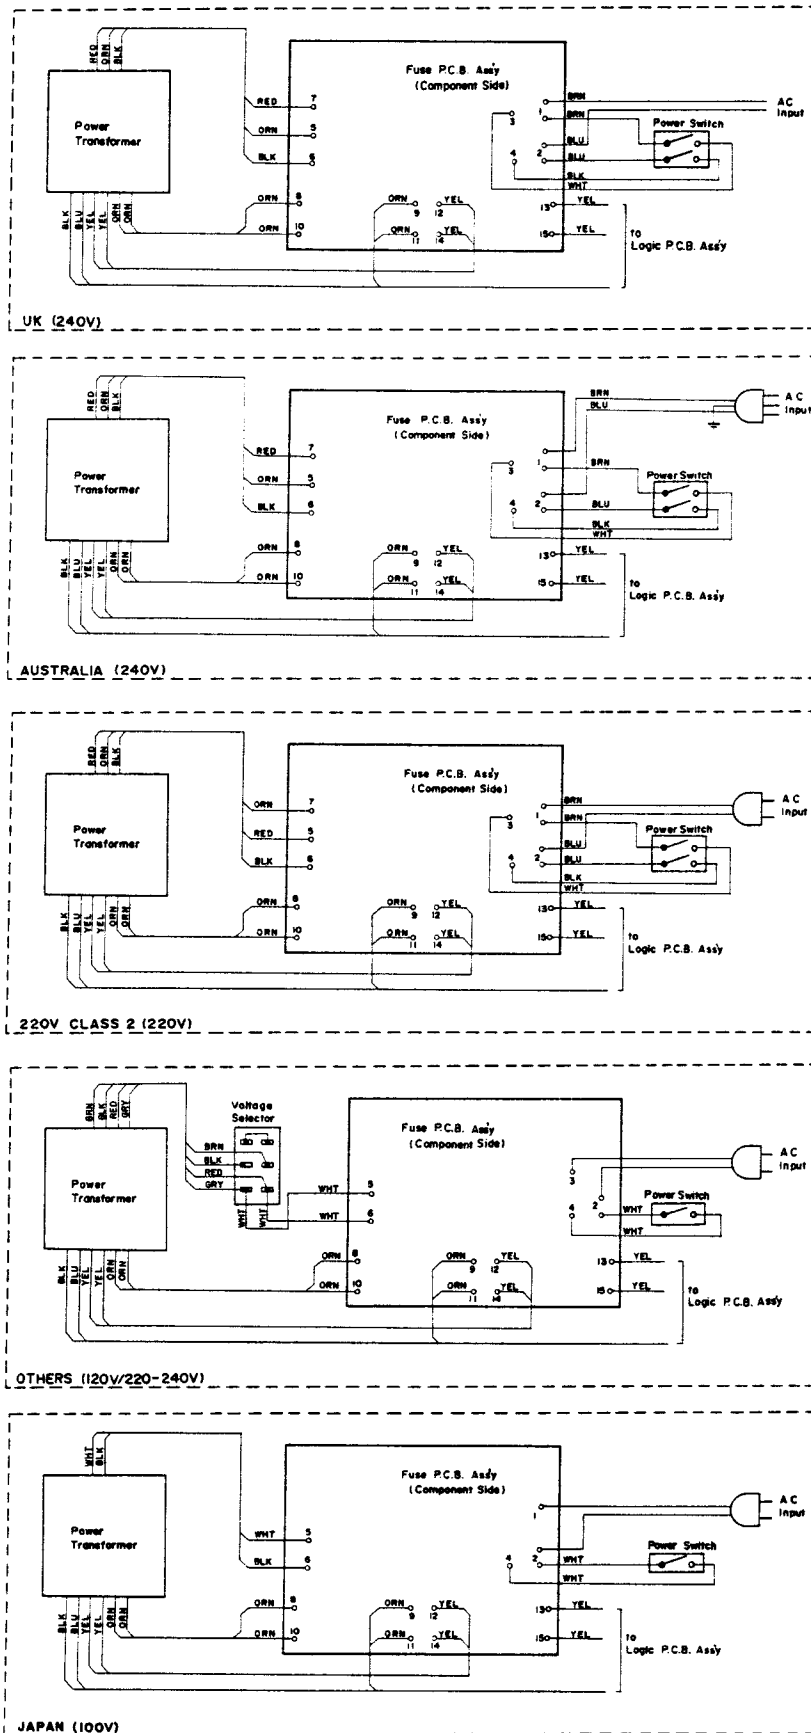 RED ORN BLK
Power
Transformer
Fuse P.C.B. Ass'y
(Component Side)
RED 7
ORN 5
BLK 6
ORN 8
ORN 10
BLK BLU YEL YEL ORN ORN
ORN 9 12 YEL
ORN 11 14 YEL
3
1
4
2
BRN
BRN
BLU
BLU
BLK
WHT
AC
Input
Power Switch
13 YEL
15 YEL
to
Logic P.C.B. Ass'y
UK (240V)
RED ORN BLK
Power
Transformer
Fuse P.C.B. Ass'y
(Component Side)
RED 7
ORN 5
BLK 6
ORN 8
ORN 10
BLK BLU YEL YEL ORN ORN
ORN 9 12 YEL
ORN 11 14 YEL
3
1
4
2
BRN
BLU
BRN
BLU
BLK
WHT
AC
Input
Power Switch
13 YEL
15 YEL
to
Logic P.C.B. Ass'y
AUSTRALIA (240V)
RED ORN BLK
Power
Transformer
Fuse P.C.B. Ass'y
(Component Side)
ORN 7
RED 5
BLK 6
ORN 8
ORN 10
BLK BLU YEL YEL ORN ORN
ORN 9 12 YEL
ORN 11 14 YEL
3
1
4
2
BRN
BRN
BLU
BLU
BLK
WHT
AC
Input
Power Switch
13 YEL
15 YEL
to
Logic P.C.B. Ass'y
220V CLASS 2 (220V)
BRN BLK RED GRY
Power
Transformer
Voltage
Selector
BRN
BLK
RED
GRY
WHT WHT
Fuse P.C.B. Ass'y
(Component Side)
WHT 5
WHT 6
ORN 8
ORN 10
BLK BLU YEL YEL ORN ORN
ORN 9 12 YEL
ORN 11 14 YEL
3
4
2
WHT
WHT
AC
Input
Power Switch
13 YEL
15 YEL
to
Logic P.C.B. Ass'y
OTHERS (120V/220-240V)
WHT BLK
Power
Transformer
Fuse P.C.B. Ass'y
(Component Side)
WHT 5
BLK 6
ORN 8
ORN 10
BLK BLU YEL YEL ORN ORN
ORN 9 12 YEL
ORN 11 14 YEL
1
4
2
WHT
WHT
AC
Input
Power Switch
13 YEL
15 YEL
to
Logic P.C.B. Ass'y
JAPAN (100V)